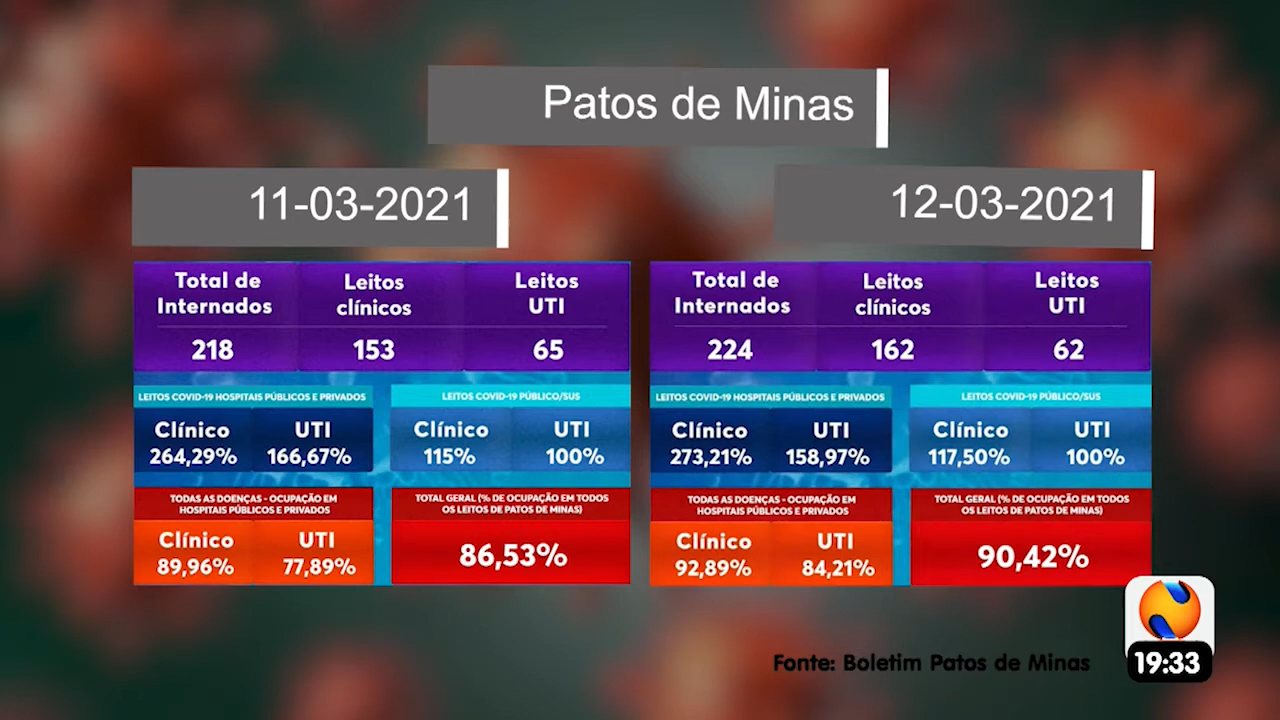 Patos de Minas
11-03-2021
Total de
Internados
218
Leitos
clínicos
153
Leitos
UTI
65
LEITOS COVID-19 HOSPITAIS PÚBLICOS E PRIVADOS
Clínico
264,29%
UTI
166,67%
LEITOS COVID-19 PÚBLICO/SUS
Clínico
115%
UTI
100%
TODAS AS DOENÇAS - OCUPAÇÃO EM
HOSPITAIS PÚBLICOS E PRIVADOS
Clínico
89,96%
UTI
77,89%
TOTAL GERAL (% DE OCUPAÇÃO EM TODOS
OS LEITOS DE PATOS DE MINAS)
86,53%
12-03-2021
Total de
Internados
224
Leitos
clínicos
162
Leitos
UTI
62
LEITOS COVID-19 HOSPITAIS PÚBLICOS E PRIVADOS
Clínico
273,21%
UTI
158,97%
LEITOS COVID-19 PÚBLICO/SUS
Clínico
117,50%
UTI
100%
TODAS AS DOENÇAS - OCUPAÇÃO EM
HOSPITAIS PÚBLICOS E PRIVADOS
Clínico
92,89%
UTI
84,21%
TOTAL GERAL (% DE OCUPAÇÃO EM TODOS
OS LEITOS DE PATOS DE MINAS)
90,42%
Fonte: Boletim Patos de Minas
19:33